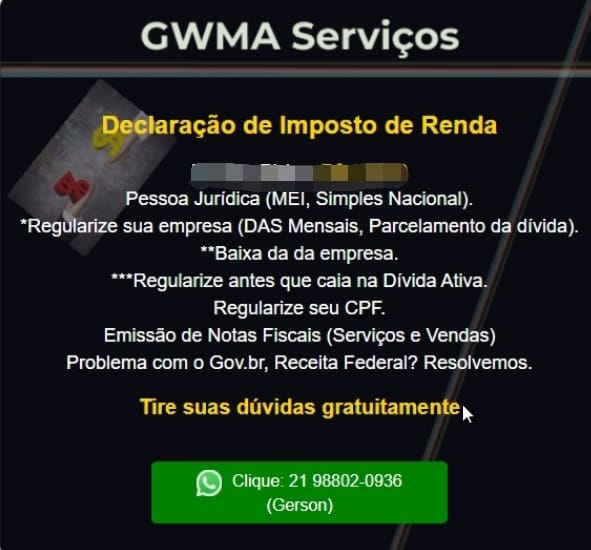 GWMA Serviços
Declaração de Imposto de Renda
Pessoa Jurídica (MEI, Simples Nacional).
*Regularize sua empresa (DAS Mensais, Parcelamento da dívida).
**Baixa da da empresa.
***Regularize antes que caia na Dívida Ativa.
Regularize seu CPF.
Emissão de Notas Fiscais (Serviços e Vendas)
Problema com o Gov.br, Receita Federal? Resolvemos.
Tire suas dúvidas gratuitamente
Clique: 21 98802-0936
(Gerson)